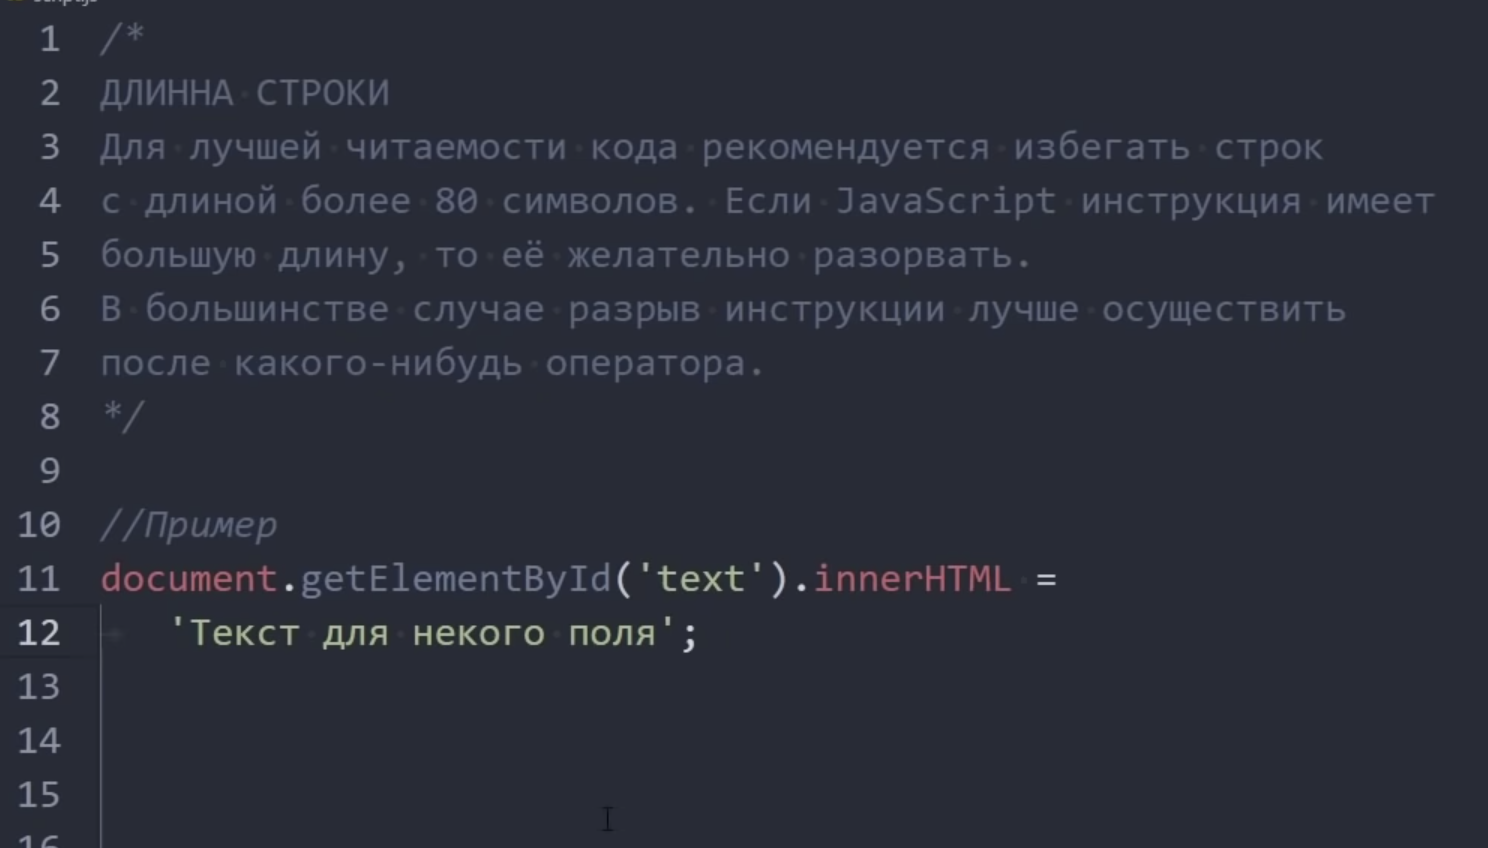 1 /*
2 ДЛИННА СТРОКИ
3 Для лучшей читаемости кода рекомендуется избегать строк
4 с длиной более 80 символов. Если JavaScript инструкция имеет
5 большую длину, то её желательно разорвать.
6 В большинстве случае разрыв инструкции лучше осуществить
7 после какого-нибудь оператора.
8 */
9
10 //Пример
11 document.getElementById('text').innerHTML =
12 'Текст для некого поля';
13
14
15
16